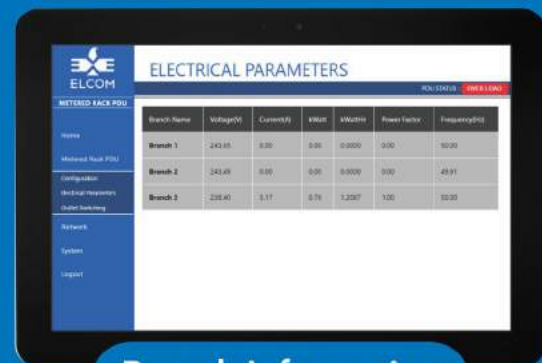 ELCOM
METERED RACK PDU
Home
Metered Rack PDU
Configuration
Electrical Parameters
Outlet Switching
Network
System
Logout
ELECTRICAL PARAMETERS
PDU STATUS : OVER LOAD
Branch Name Voltage(V) Current(A) kWatt kWattHr Power Factor Frequency(Hz)
Branch 1 243.65 0.00 0.00 0.0000 0.00 50.00
Branch 2 243.49 0.00 0.00 0.0000 0.00 49.91
Branch 3 238.40 3.17 1.2087 1.00 50.00